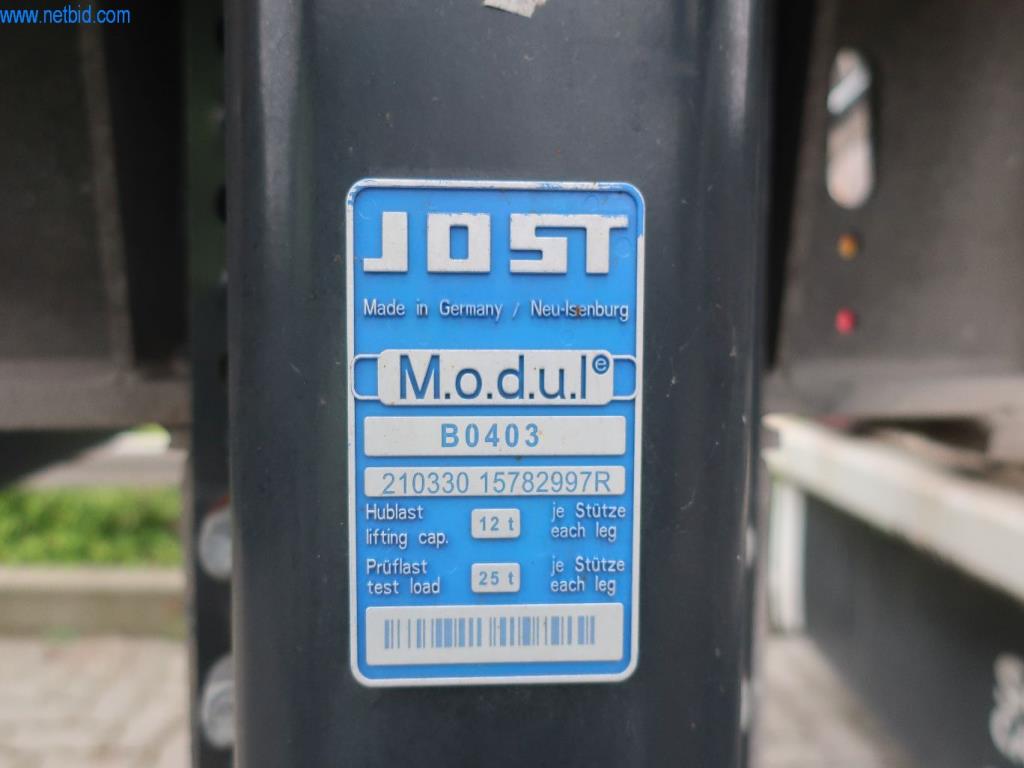 www.netbid.com
JOST
Made in Germany / Neu-Isenburg
M.o.d.u.l e
B0403
210330 15782997R
Hublast 12 t je Stütze
lifting cap. each leg
Prüflast 25 t je Stütze
test load each leg